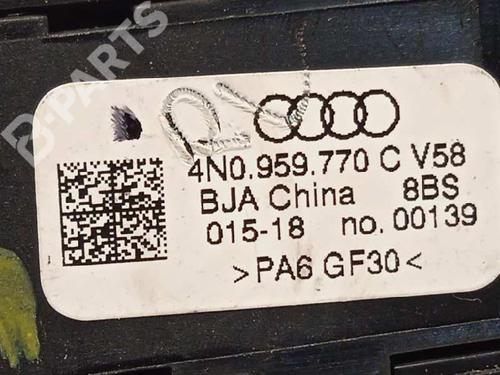 B-PARTS
4N0.959.770 C V58
BJA China 8BS
015-18 no. 00139
>PA6 GF30<